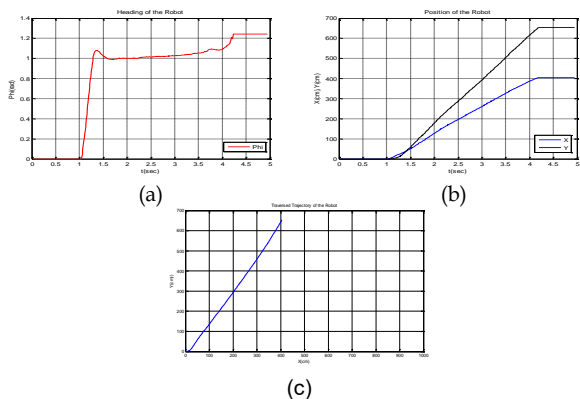 Heading of the Robot
Phi(rad)
1.4
1.2
1
0.8
0.6
0.4
0.2
0
0 0.5 1 1.5 2 2.5 3 3.5 4 4.5 5
t(sec)
Phi
(a)
Position of the Robot
X(cm),Y(cm)
700
600
500
400
300
200
100
0
0 0.5 1 1.5 2 2.5 3 3.5 4 4.5 5
t(sec)
X
Y
(b)
Traversed Trajectory of the Robot
Y(cm)
700
600
500
400
300
200
100
0
0 100 200 300 400 500 600 700 800 900 1000
X(cm)
(c)